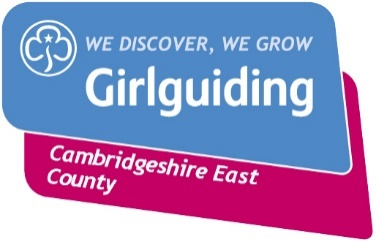 WE DISCOVER, WE GROW
Girlguiding
Cambridgeshire East
County